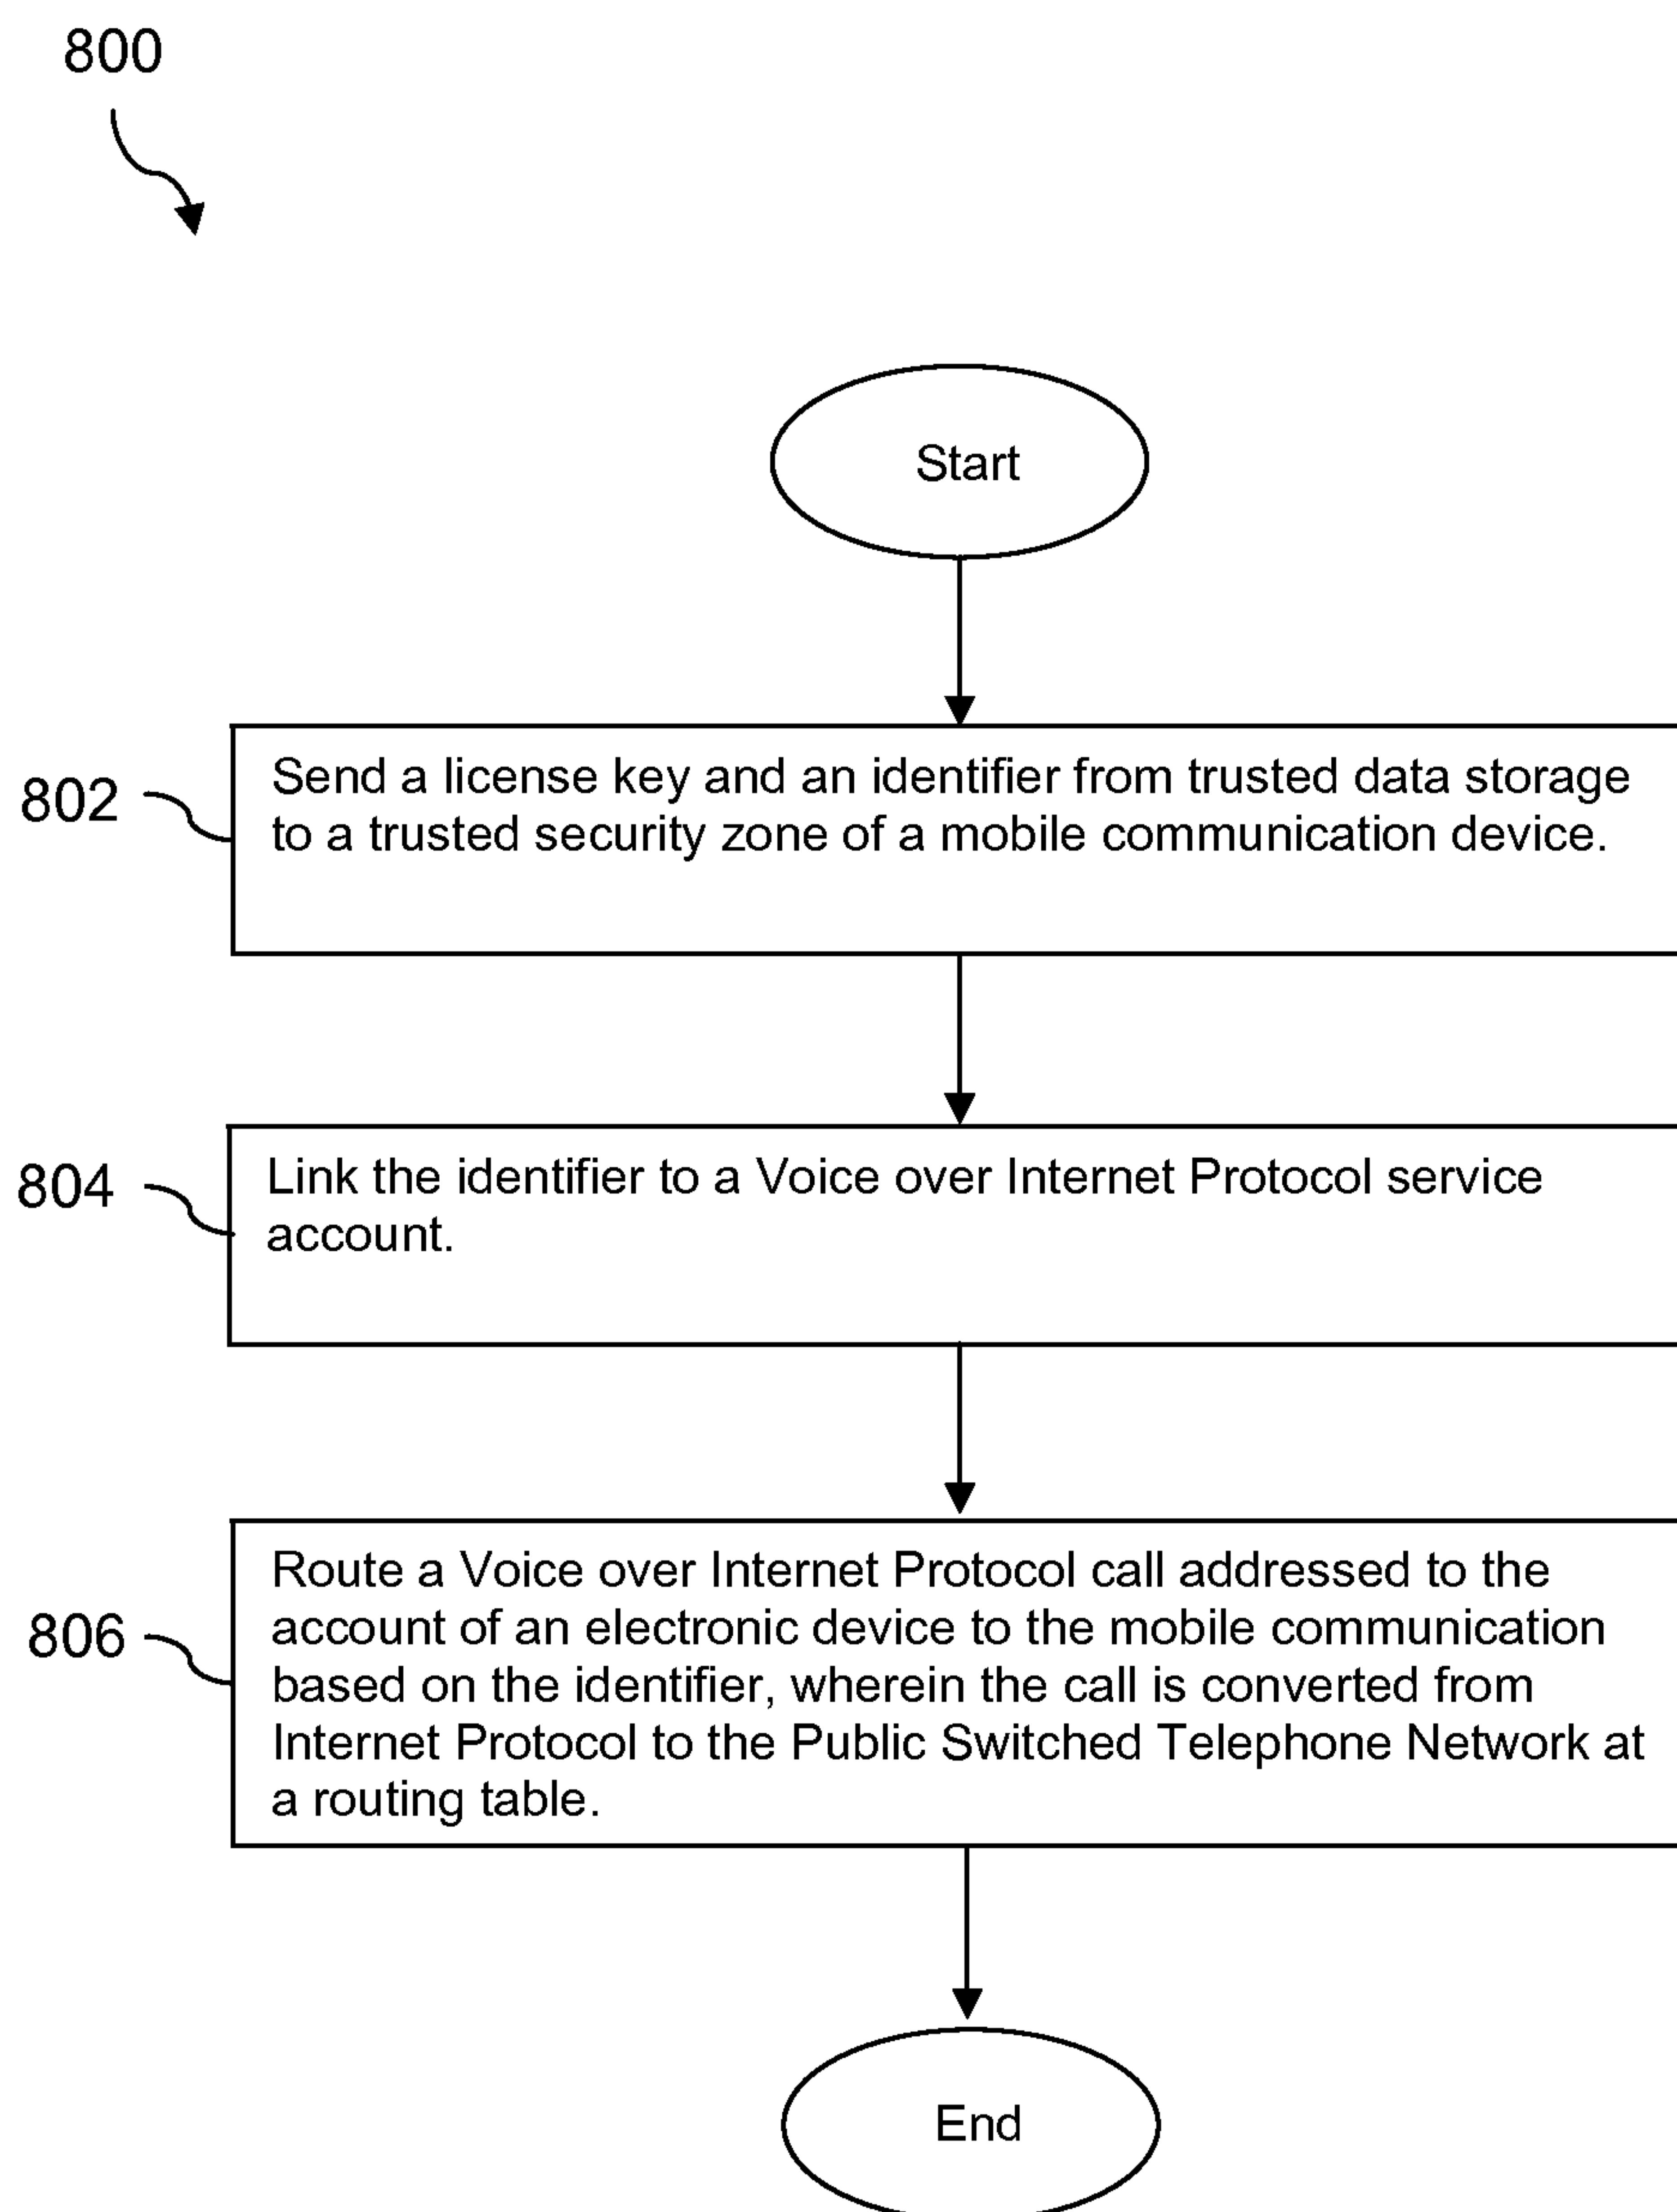 800
Start
802
Send a license key and an identifier from trusted data storage
to a trusted security zone of a mobile communication device.
804
Link the identifier to a Voice over Internet Protocol service
account.
806
Route a Voice over Internet Protocol call addressed to the
account of an electronic device to the mobile communication
based on the identifier, wherein the call is converted from
Internet Protocol to the Public Switched Telephone Network at
a routing table.
End